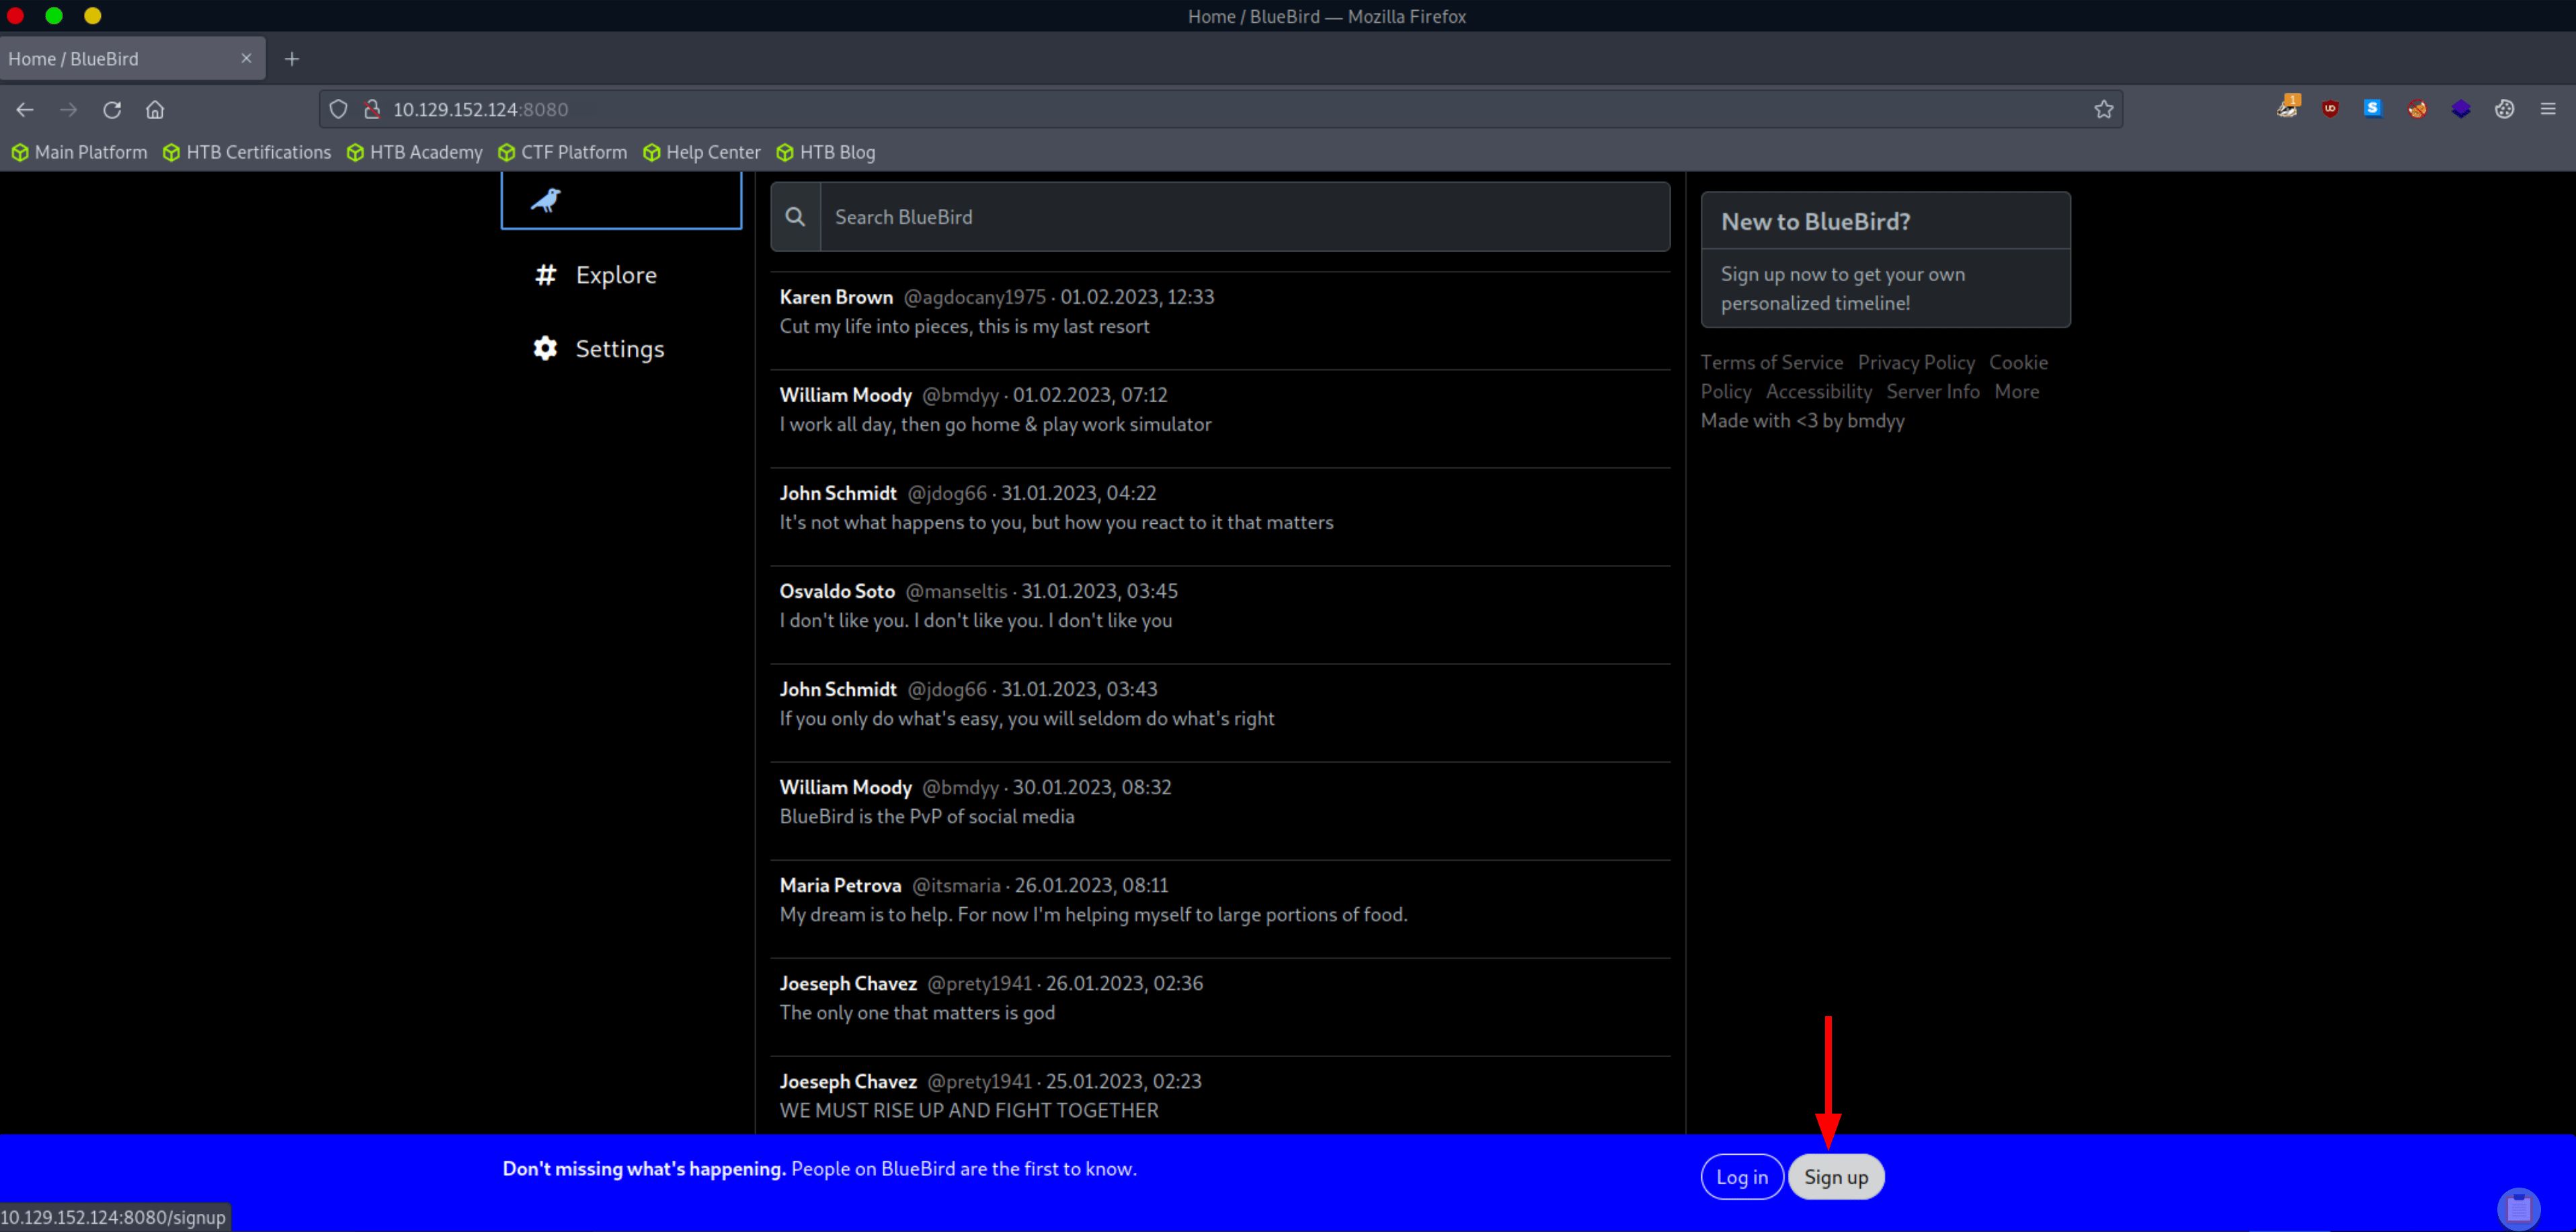 Home / BlueBird — Mozilla Firefox
Home / BlueBird
10.129.152.124:8080
Main Platform HTB Certifications HTB Academy CTF Platform Help Center HTB Blog
Search BlueBird
Explore
Settings
Karen Brown @agdocany1975 · 01.02.2023, 12:33
Cut my life into pieces, this is my last resort
William Moody @bmdyy · 01.02.2023, 07:12
I work all day, then go home & play work simulator
John Schmidt @jdog66 · 31.01.2023, 04:22
It's not what happens to you, but how you react to it that matters
Osvaldo Soto @manseltis · 31.01.2023, 03:45
I don't like you. I don't like you. I don't like you
John Schmidt @jdog66 · 31.01.2023, 03:43
If you only do what's easy, you will seldom do what's right
William Moody @bmdyy · 30.01.2023, 08:32
BlueBird is the PvP of social media
Maria Petrova @itsmaria · 26.01.2023, 08:11
My dream is to help. For now I'm helping myself to large portions of food.
Joeseph Chavez @prety1941 · 26.01.2023, 02:36
The only one that matters is god
Joeseph Chavez @prety1941 · 25.01.2023, 02:23
WE MUST RISE UP AND FIGHT TOGETHER
New to BlueBird?
Sign up now to get your own
personalized timeline!
Terms of Service Privacy Policy Cookie
Policy Accessibility Server Info More
Made with <3 by bmdyy
Don't missing what's happening. People on BlueBird are the first to know.
Log in Sign up
10.129.152.124:8080/signup